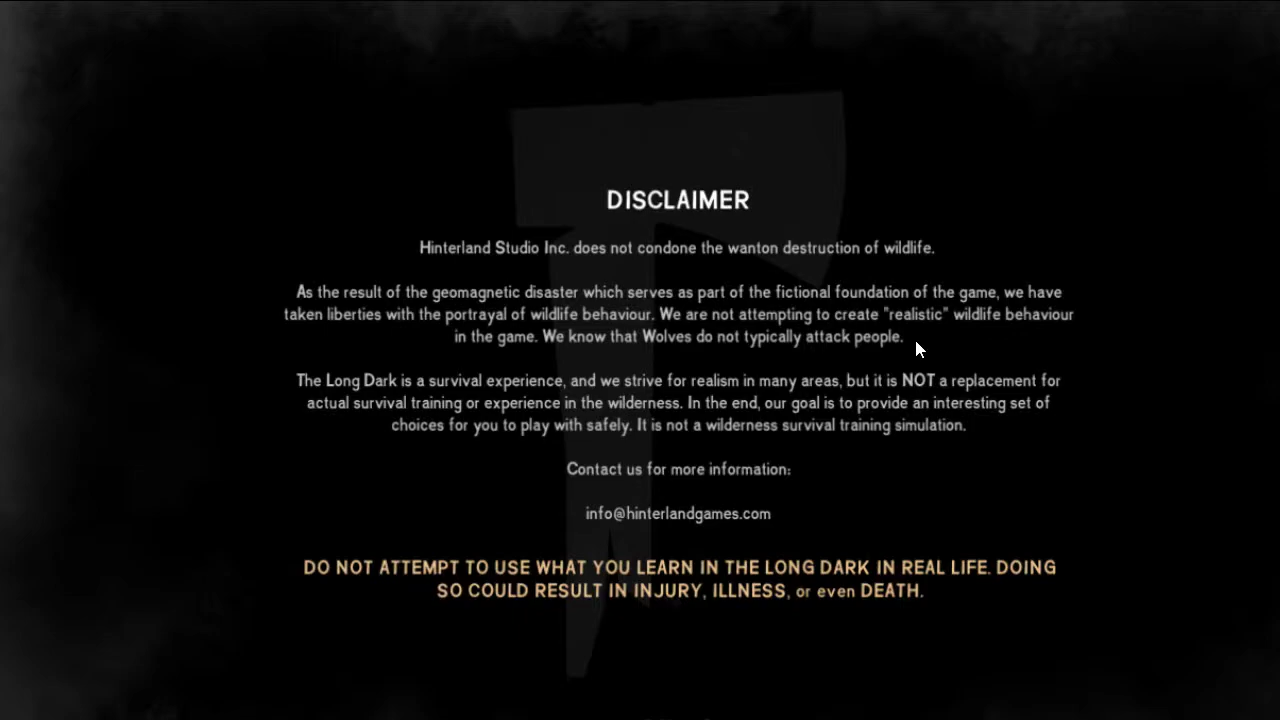 DISCLAIMER
Hinterland Studio Inc. does not condone the wanton destruction of wildlife.
As the result of the geomagnetic disaster which serves as part of the fictional foundation of the game, we have
taken liberties with the portrayal of wildlife behaviour. We are not attempting to create "realistic" wildlife behaviour
in the game. We know that Wolves do not typically attack people.
The Long Dark is a survival experience, and we strive for realism in many areas, but it is NOT a replacement for
actual survival training or experience in the wilderness. In the end, our goal is to provide an interesting set of
choices for you to play with safely. It is not a wilderness survival training simulation.
Contact us for more information:
info@hinterlandgames.com
DO NOT ATTEMPT TO USE WHAT YOU LEARN IN THE LONG DARK IN REAL LIFE. DOING
SO COULD RESULT IN INJURY, ILLNESS, or even DEATH.